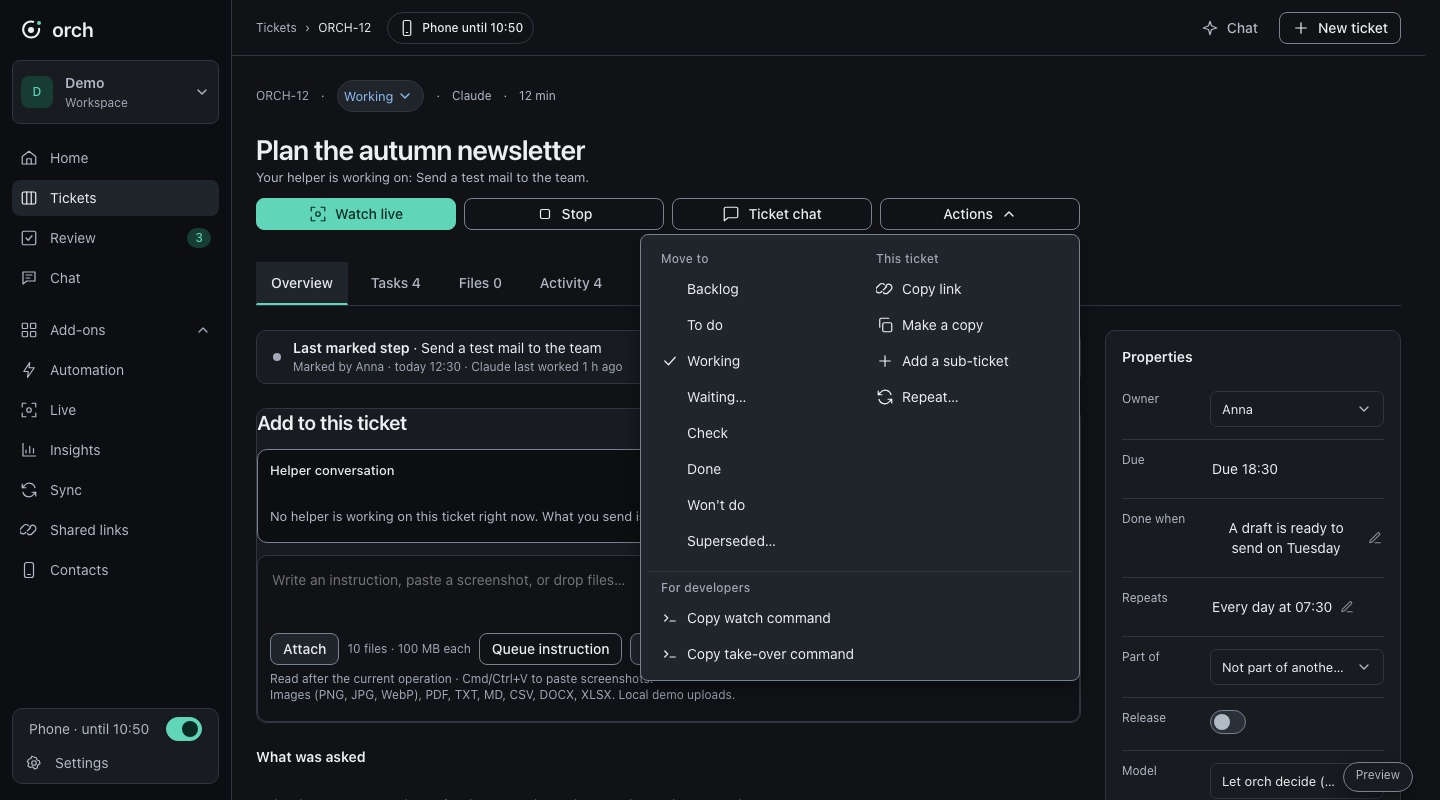 orch
Tickets › ORCH-12
Phone until 10:50
Chat
New ticket
D
Demo
Workspace
Home
Tickets
Review
3
Chat
Add-ons
Automation
Live
Insights
Sync
Shared links
Contacts
Phone · until 10:50
Settings
ORCH-12 · Working · Claude · 12 min
Plan the autumn newsletter
Your helper is working on: Send a test mail to the team.
Watch live
Stop
Ticket chat
Actions
Overview
Tasks 4
Files 0
Activity 4
Last marked step · Send a test mail to the team
Marked by Anna · today 12:30 · Claude last worked 1 h ago
Add to this ticket
Helper conversation
No helper is working on this ticket right now. What you send
Write an instruction, paste a screenshot, or drop files...
Attach
10 files · 100 MB each
Queue instruction
Read after the current operation · Cmd/Ctrl+V to paste screenshots.
Images (PNG, JPG, WebP), PDF, TXT, MD, CSV, DOCX, XLSX. Local demo uploads.
What was asked
Move to
Backlog
To do
Working
Waiting...
Check
Done
Won't do
Superseded...
This ticket
Copy link
Make a copy
Add a sub-ticket
Repeat...
For developers
Copy watch command
Copy take-over command
Properties
Owner
Anna
Due
Due 18:30
Done when
A draft is ready to
send on Tuesday
Repeats
Every day at 07:30
Part of
Not part of anothe...
Release
Model
Let orch decide (...
Preview